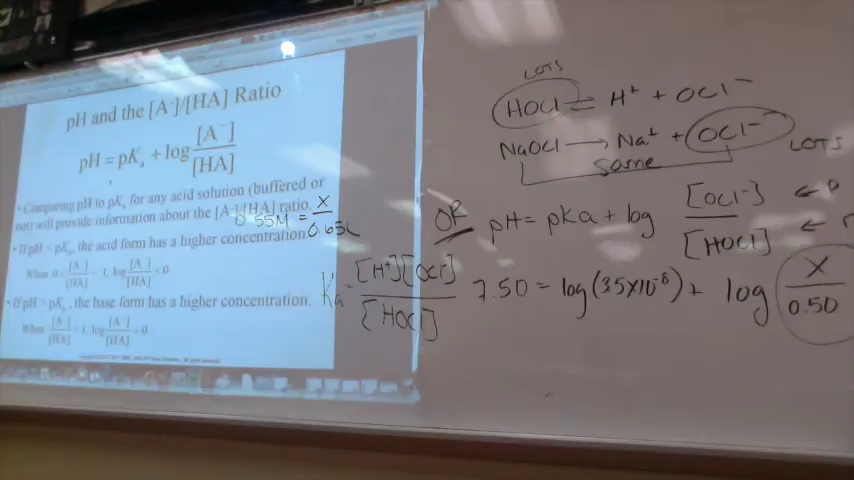 pH and the [A⁻]/[HA] Ratio
pH = pKₐ + log [A⁻]/[HA]
• Comparing pH to pKₐ for any acid solution (buffered or
not) will provide information about the [A⁻]/[HA] ratio.
• If pH < pKₐ, the acid form has a higher concentration.
When 0 < [A⁻]/[HA] < 1, log [A⁻]/[HA] < 0
• If pH > pKₐ, the base form has a higher concentration.
When [A⁻]/[HA] > 1, log [A⁻]/[HA] > 0
55M = X/0.65L
LOTS
HOCl ⇌ H⁺ + OCl⁻
NaOCl → Na⁺ + OCl⁻
LOTS
same
OR pH = pKa + log [OCl⁻]/[HOCl]
Ka = [H⁺][OCl⁻]/[HOCl]
7.50 = log(3.5x10⁻⁸) + log X/0.50